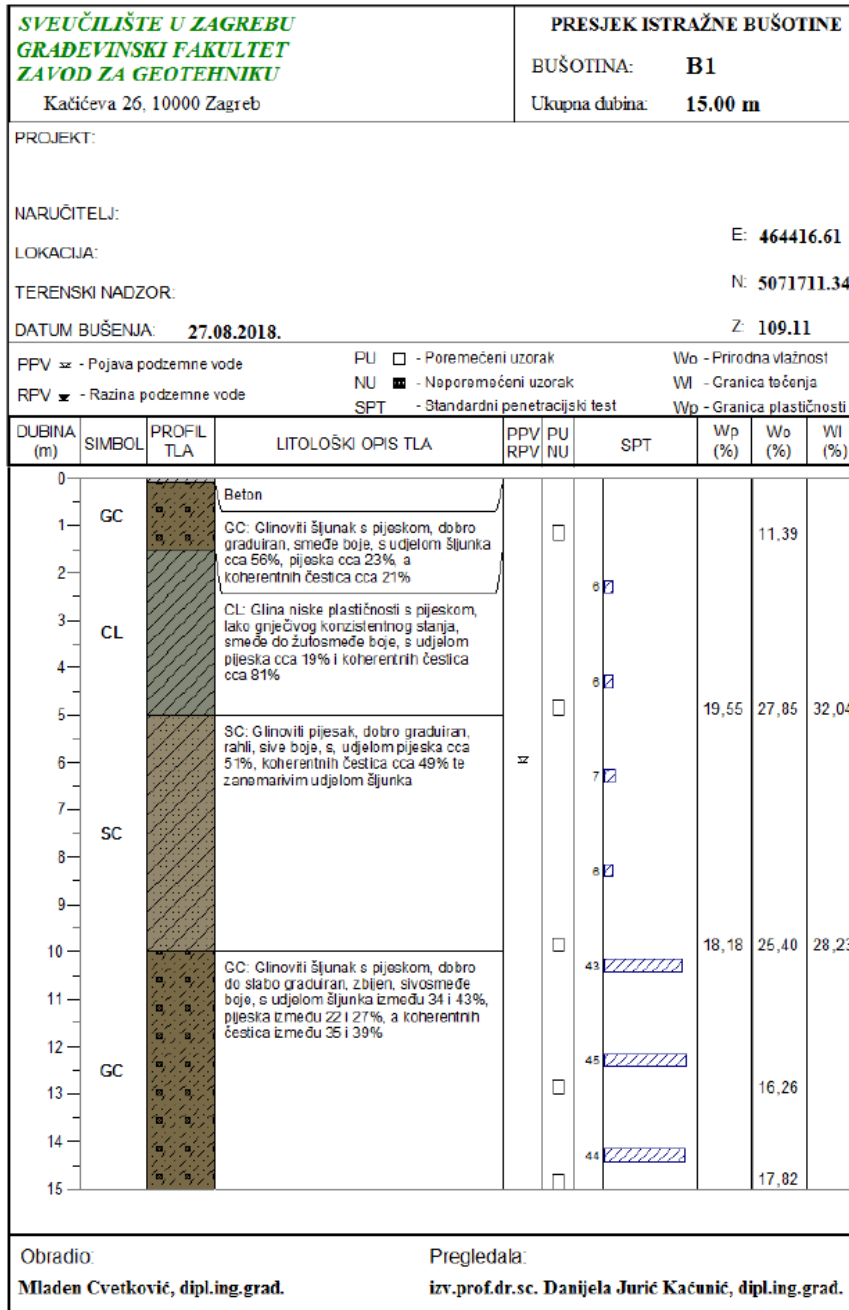 SVEUČILIŠTE U ZAGREBU
GRAĐEVINSKI FAKULTET
ZAVOD ZA GEOTEHNIKU
Kačićeva 26, 10000 Zagreb
PRESJEK ISTRAŽNE BUŠOTINE
BUŠOTINA: B1
Ukupna dubina: 15.00 m
PROJEKT:
NARUČITELJ:
LOKACIJA:
TERENSKI NADZOR:
DATUM BUŠENJA: 27.08.2018.
E: 464416.61
N: 5071711.34
Z: 109.11
PPV - Pojava podzemne vode
RPV - Razina podzemne vode
PU - Poremećeni uzorak
NU - Neporemećeni uzorak
SPT - Standardni penetracijski test
Wo - Prirodna vlažnost
Wl - Granica tečenja
Wp - Granica plastičnosti
DUBINA (m) SIMBOL PROFIL TLA LITOLOŠKI OPIS TLA PPV RPV PU NU SPT Wp (%) Wo (%) Wl (%)
0
Beton
1
GC
GC: Glinoviti šljunak s pijeskom, dobro
graduiran, smeđe boje, s udjelom šljunka
cca 56%, pijeska cca 23%, a
koherentnih čestica cca 21%
11,39
2
6
3
CL
CL: Glina niske plastičnosti s pijeskom,
lako gnječivog konzistentnog stanja,
smeđe do žutosmeđe boje, s udjelom
pijeska cca 19% i koherentnih čestica
cca 81%
4
6
19,55 27,85 32,04
5
SC: Glinoviti pijesak, dobro graduiran,
rahli, sive boje, s, udjelom pijeska cca
51%, koherentnih čestica cca 49% te
zanemarivim udjelom šljunka
6
7
7
SC
8
6
9
18,18 25,40 28,23
10
GC: Glinoviti šljunak s pijeskom, dobro
do slabo graduiran, zbijen, sivosmeđe
boje, s udjelom šljunka između 34 i 43%,
pijeska između 22 i 27%, a koherentnih
čestica između 35 i 39%
43
11
12
45
GC
13
16,26
14
44
17,82
15
Obradio:
Mladen Cvetković, dipl.ing.građ.
Pregledala:
izv.prof.dr.sc. Danijela Jurić Kaćunić, dipl.ing.građ.